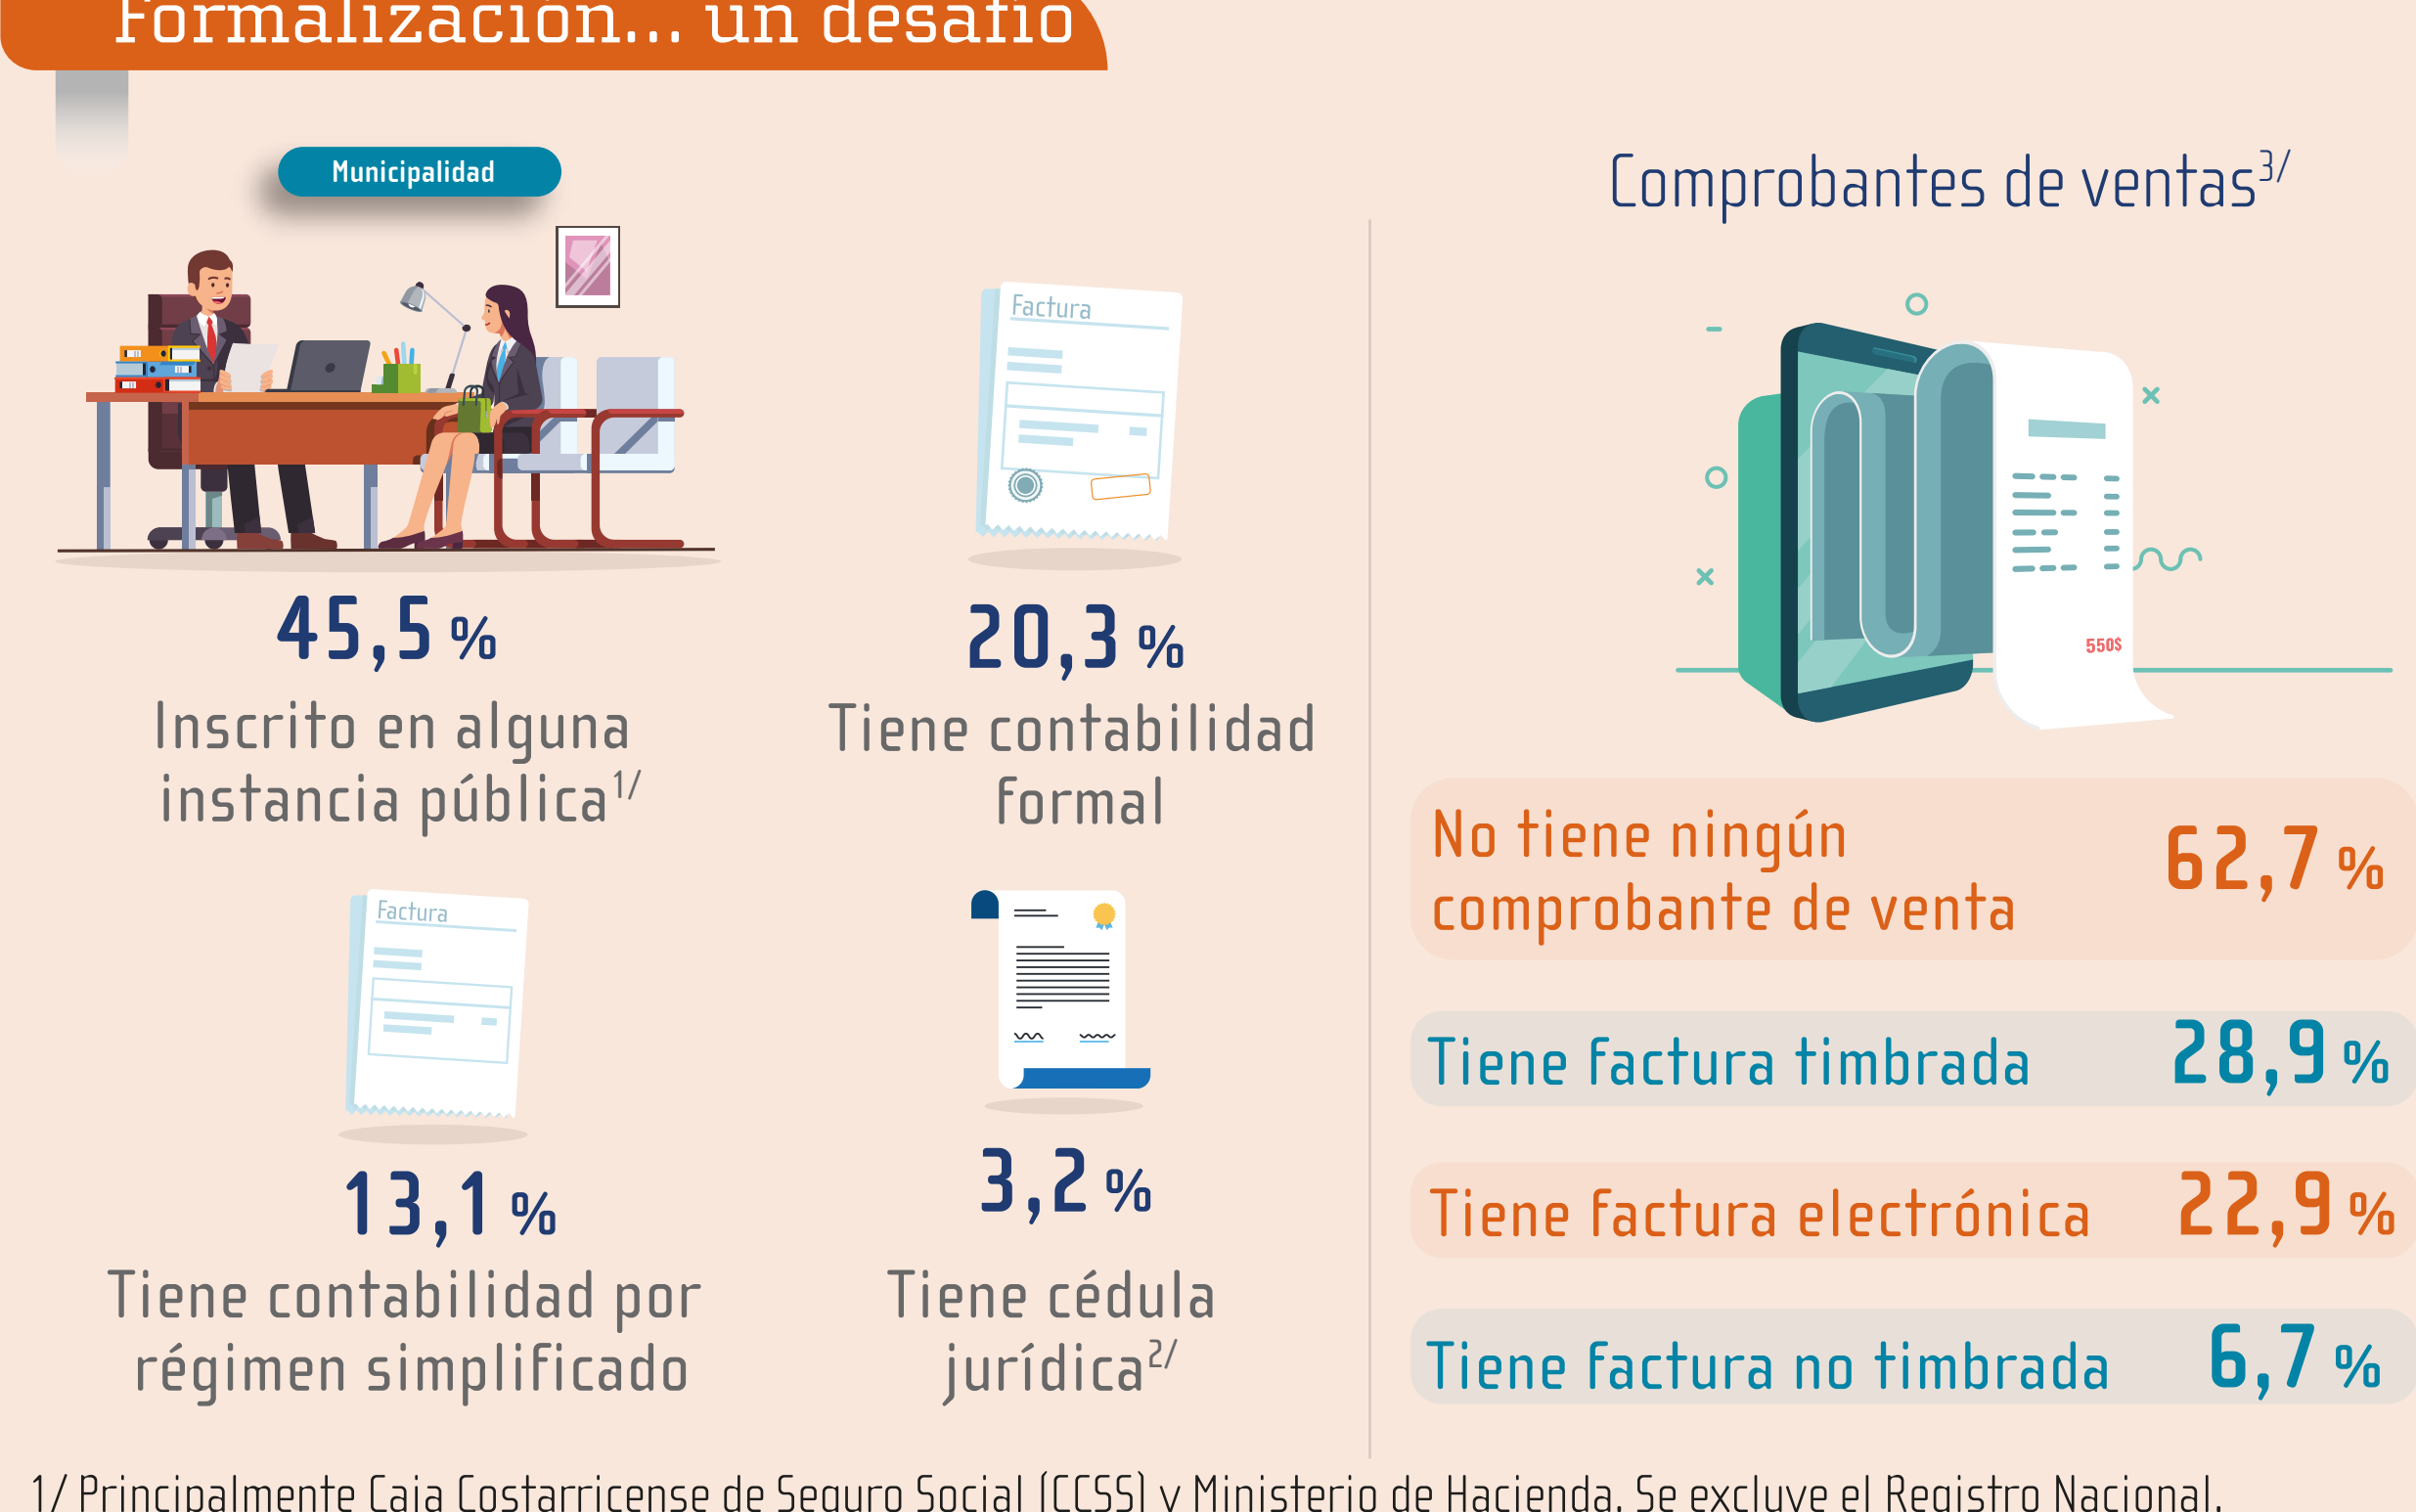 Formalización... un desafío
Municipalidad
45,5 %
Inscrito en alguna
instancia pública1/
Factura
20,3 %
Tiene contabilidad
formal
Factura
13,1 %
Tiene contabilidad por
régimen simplificado
3,2 %
Tiene cédula
jurídica2/
Comprobantes de ventas3/
550$
No tiene ningún
comprobante de venta
62,7 %
Tiene factura timbrada 28,9 %
Tiene factura electrónica 22,9 %
Tiene factura no timbrada 6,7 %
1/ Principalmente Caja Costarricense de Seguro Social (CCSS) y Ministerio de Hacienda. Se excluye el Registro Nacional.